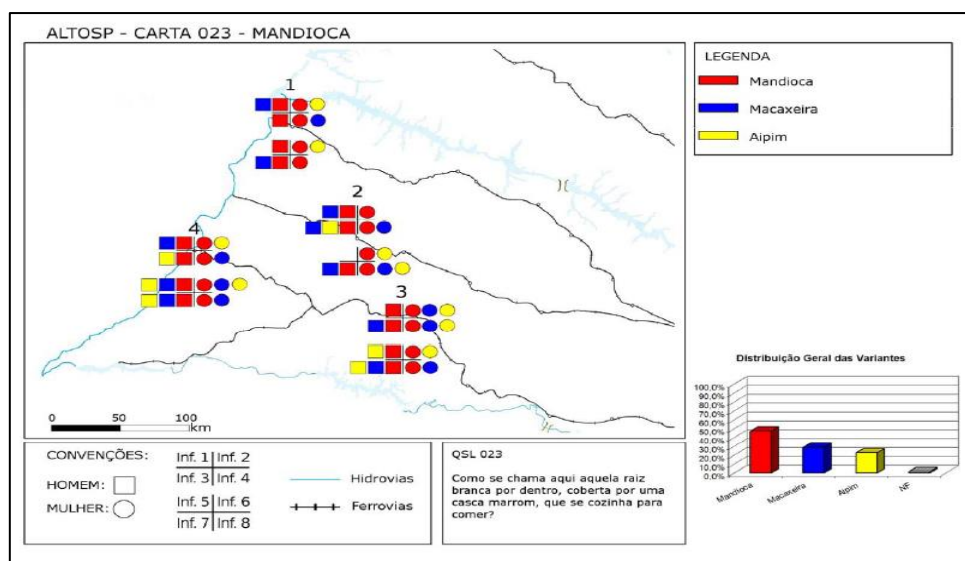 ALTOSP - CARTA 023 - MANDIOCA
1
2
4
3
0 50 100
km
LEGENDA
Mandioca
Macaxeira
Aipim
Distribuição Geral das Variantes
100,0%
90,0%
80,0%
70,0%
60,0%
50,0%
40,0%
30,0%
20,0%
10,0%
0,0%
Mandioca
Macaxeira
Aipim
NF
CONVENÇÕES:
HOMEM:
MULHER:
Inf. 1 Inf. 2
Inf. 3 Inf. 4
Inf. 5 Inf. 6
Inf. 7 Inf. 8
Hidrovias
Ferrovias
QSL 023
Como se chama aqui aquela raiz
branca por dentro, coberta por uma
casca marrom, que se cozinha para
comer?